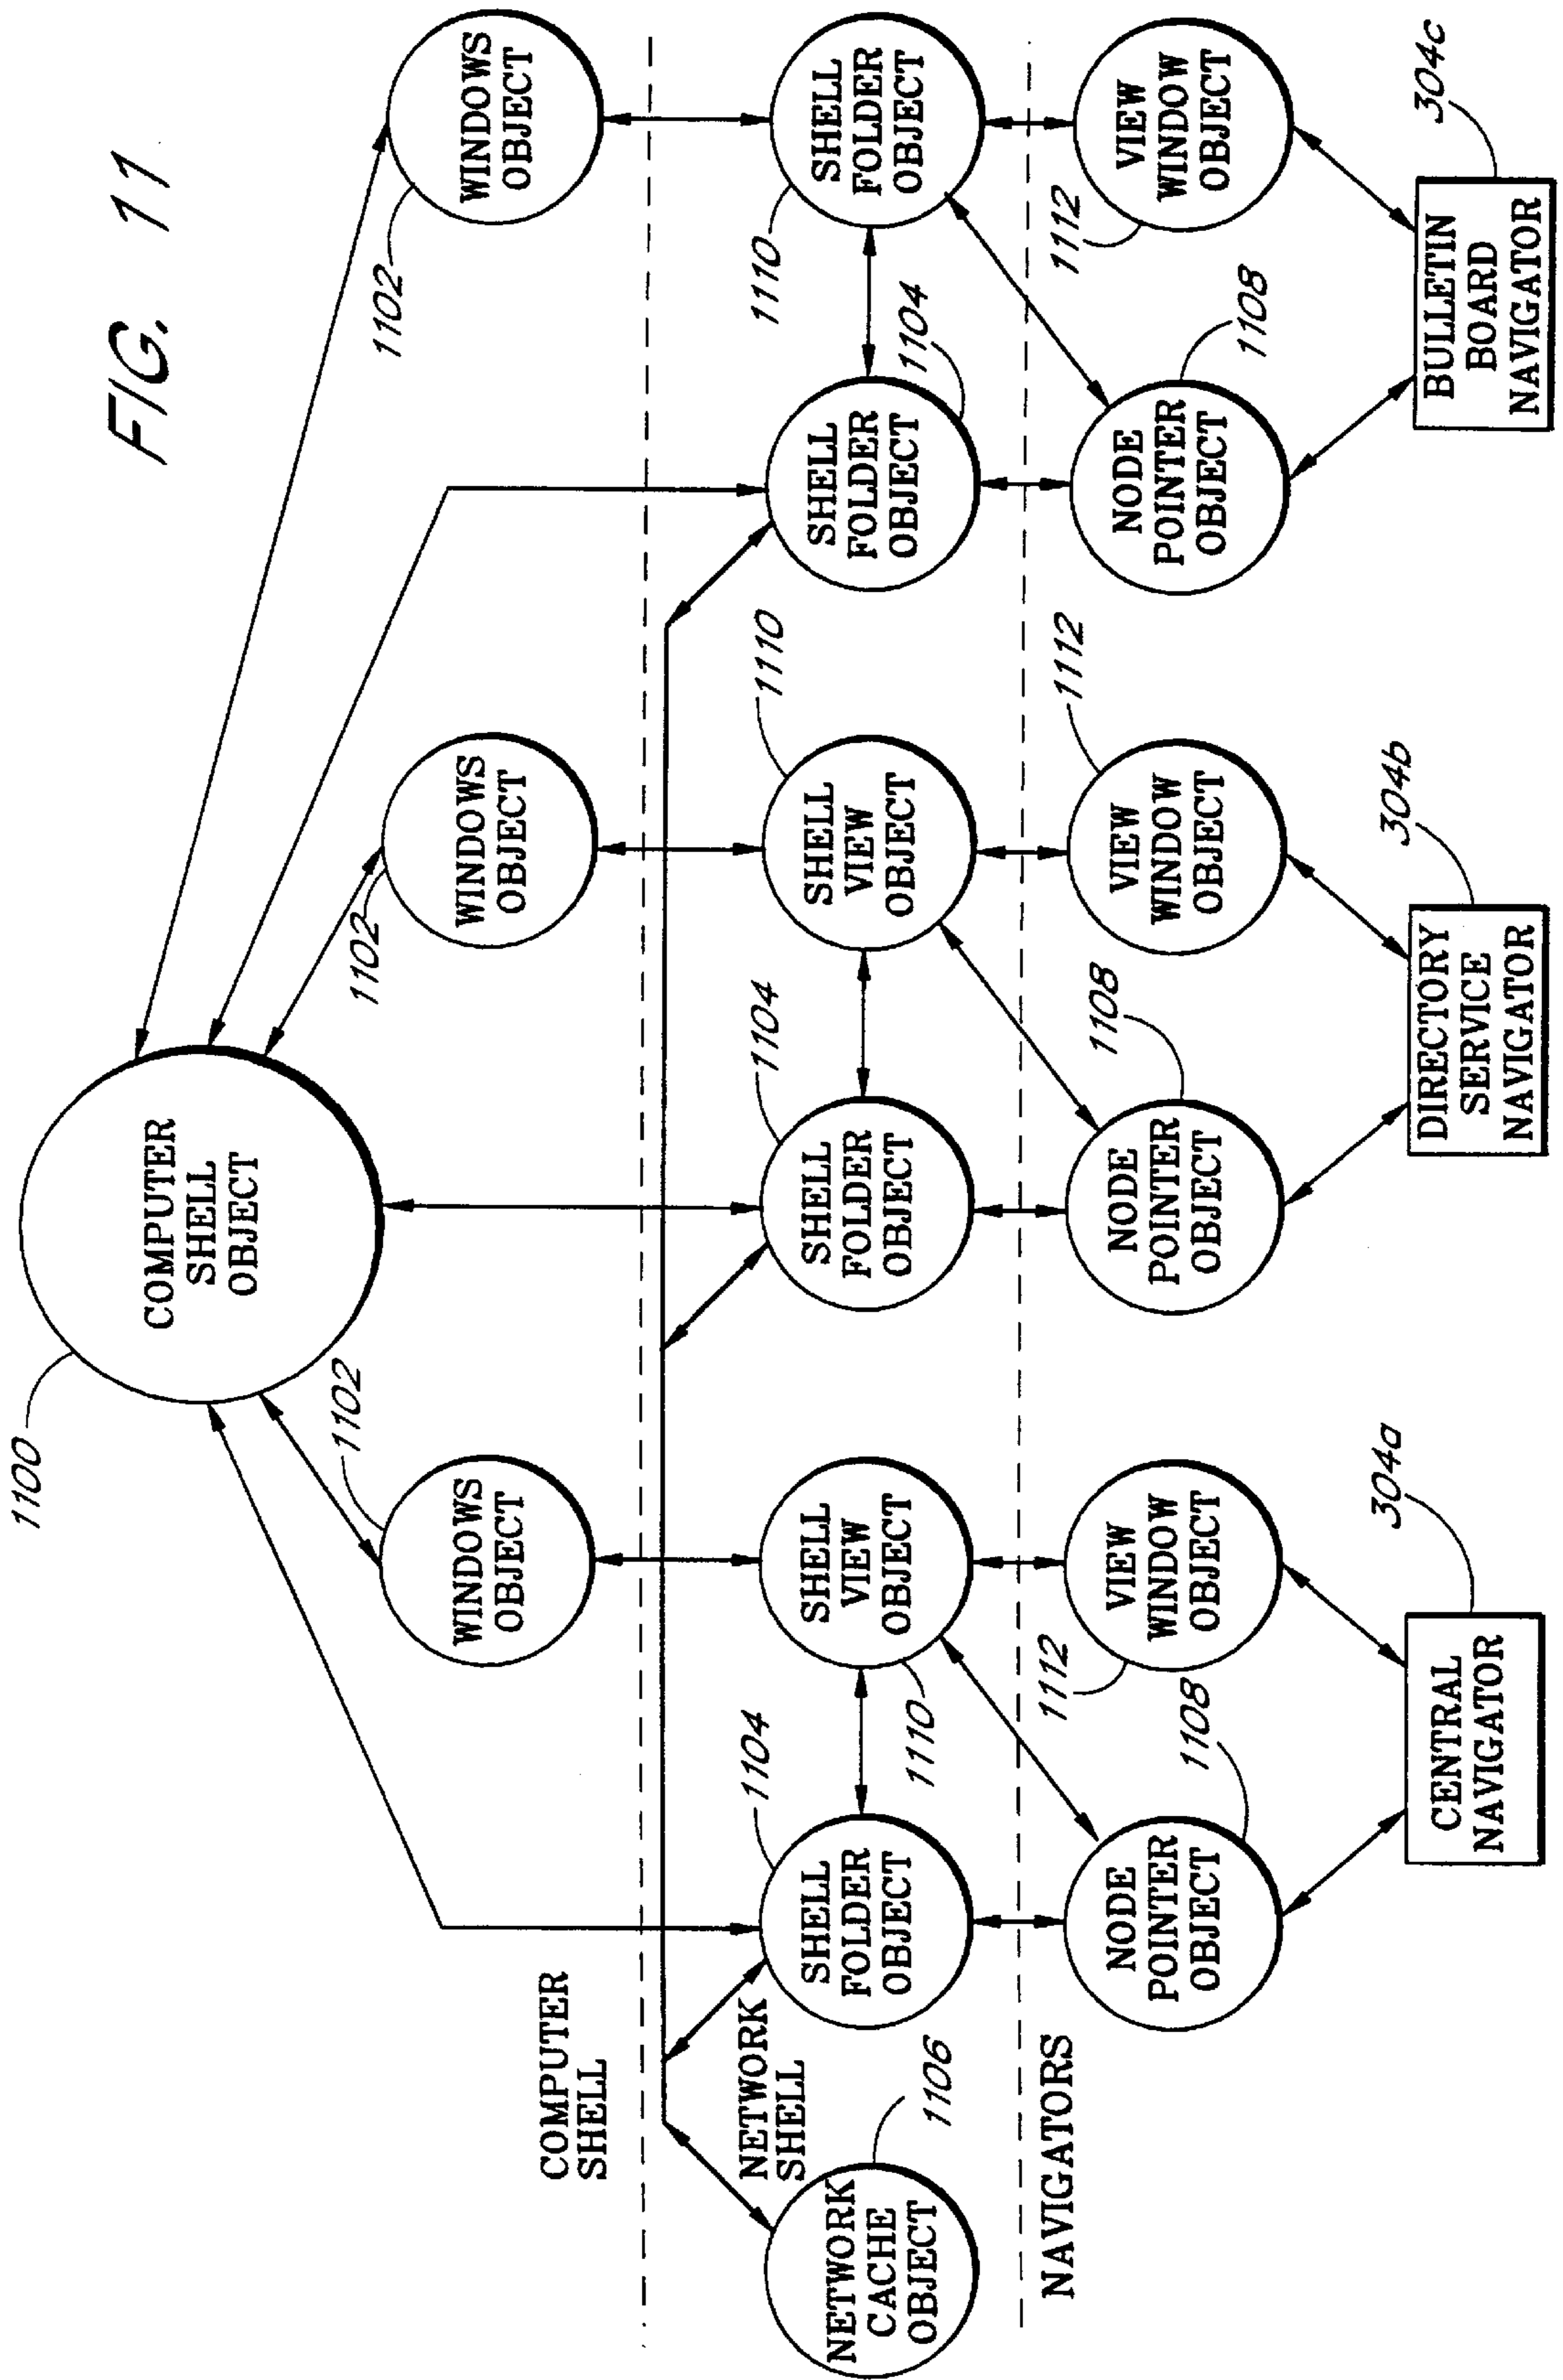 FIG. 11
1100
COMPUTER
SHELL
OBJECT
1102
WINDOWS
OBJECT
1102
WINDOWS
OBJECT
1102
WINDOWS
OBJECT
COMPUTER
SHELL
NETWORK
SHELL
NETWORK
CACHE
OBJECT
1106
SHELL
FOLDER
OBJECT
1104
SHELL
VIEW
OBJECT
1110
SHELL
FOLDER
OBJECT
1104
SHELL
VIEW
OBJECT
1110
SHELL
FOLDER
OBJECT
1104
SHELL
FOLDER
OBJECT
1110
NAVIGATORS
NODE
POINTER
OBJECT
1108
VIEW
WINDOW
OBJECT
1112
NODE
POINTER
OBJECT
1108
VIEW
WINDOW
OBJECT
1112
NODE
POINTER
OBJECT
1108
VIEW
WINDOW
OBJECT
1112
CENTRAL
NAVIGATOR
304a
DIRECTORY
SERVICE
NAVIGATOR
304b
BULLETIN
BOARD
NAVIGATOR
304c